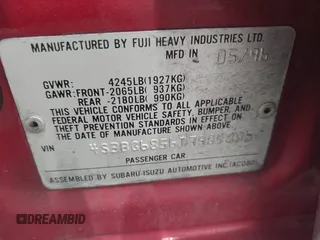 MANUFACTURED BY FUJI HEAVY INDUSTRIES LTD.
MFD IN 05/96
GVWR: 4245LB(1927KG)
GAWR:FRONT-2065LB( 937KG)
REAR -2180LB( 990KG)
THIS VEHICLE CONFORMS TO ALL APPLICABLE
FEDERAL MOTOR VEHICLE SAFETY, BUMPER, AND
THEFT PREVENTION STANDARDS IN EFFECT ON THE
DATE OF MANUFACTURE SHOWN ABOVE.
VIN
PASSENGER CAR
ASSEMBLED BY SUBARU-ISUZU AUTOMOTIVE INC.
DREAMBID